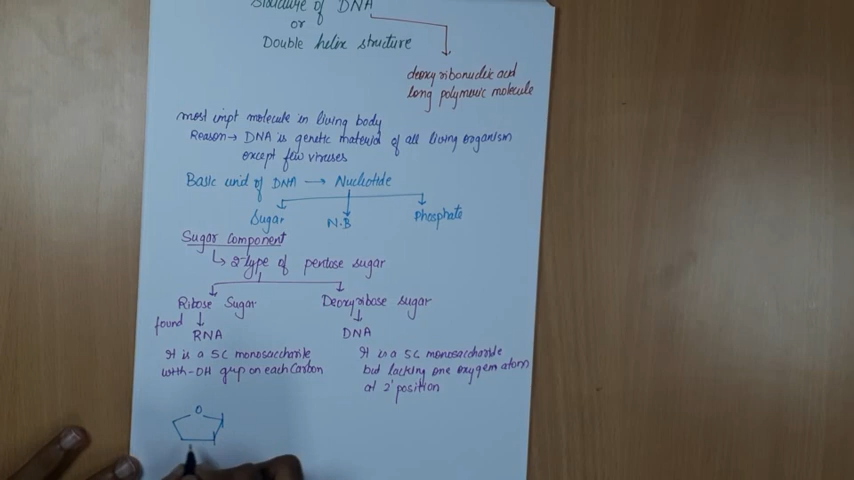 Structure of DNA
or
Double helix structure
deoxyribonucleic acid
long polymeric molecule
most impt molecule in living body
Reason → DNA is genetic material of all living organism
except few viruses
Basic unit of DNA → Nucleotide
Sugar N.B Phosphate
Sugar component
↳ 2 type of pentose sugar
Ribose Sugar Deoxyribose sugar
found
RNA DNA
It is a 5C monosaccharide
with -OH grup on each Carbon
It is a 5C monosaccharide
but lacking one oxygem atom
at 2' position
O